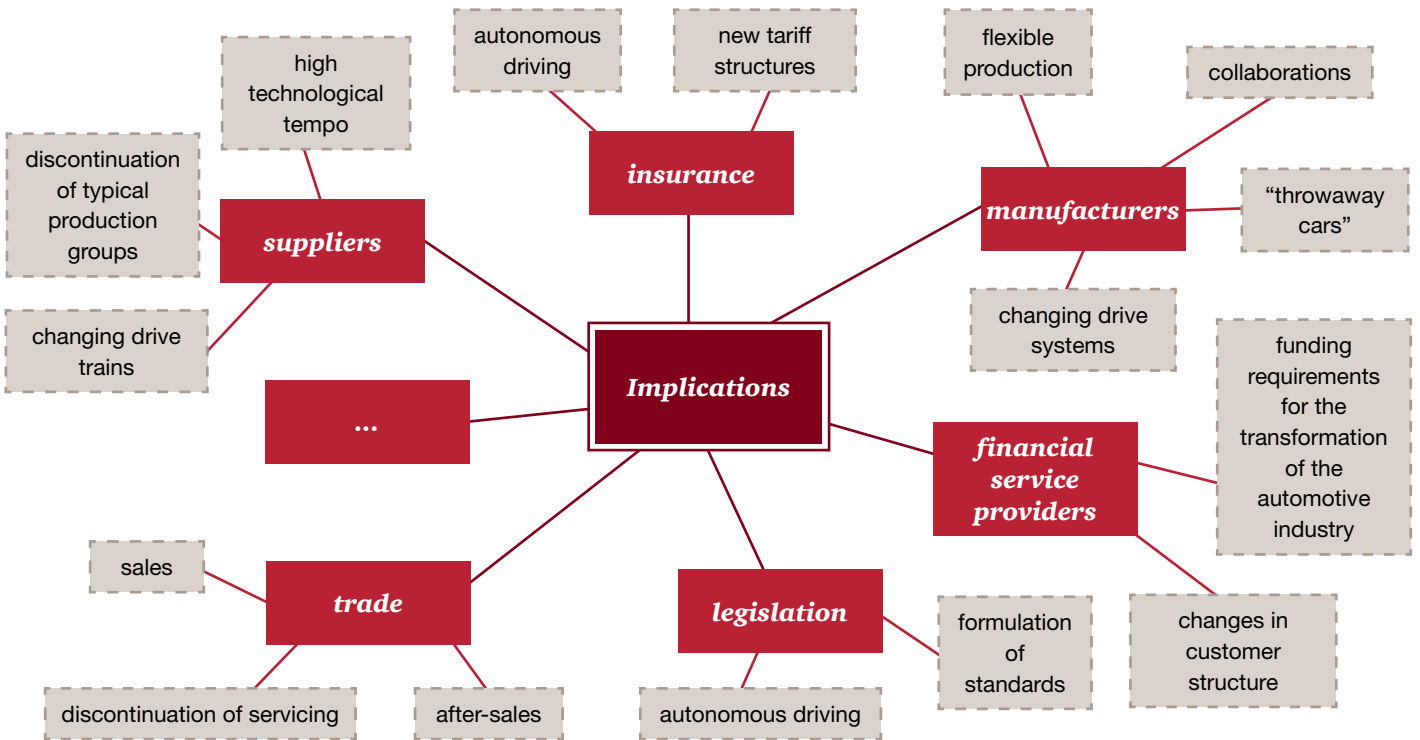 autonomous
driving
new tariff
structures
flexible
production
collaborations
high
technological
tempo
discontinuation
of typical
production
groups
suppliers
insurance
manufacturers
“throwaway
cars”
changing drive
trains
changing drive
systems
Implications
...
funding
requirements
for the
transformation
of the
automotive
industry
financial
service
providers
sales
trade
legislation
formulation
of
standards
changes in
customer
structure
discontinuation of servicing
after-sales
autonomous driving